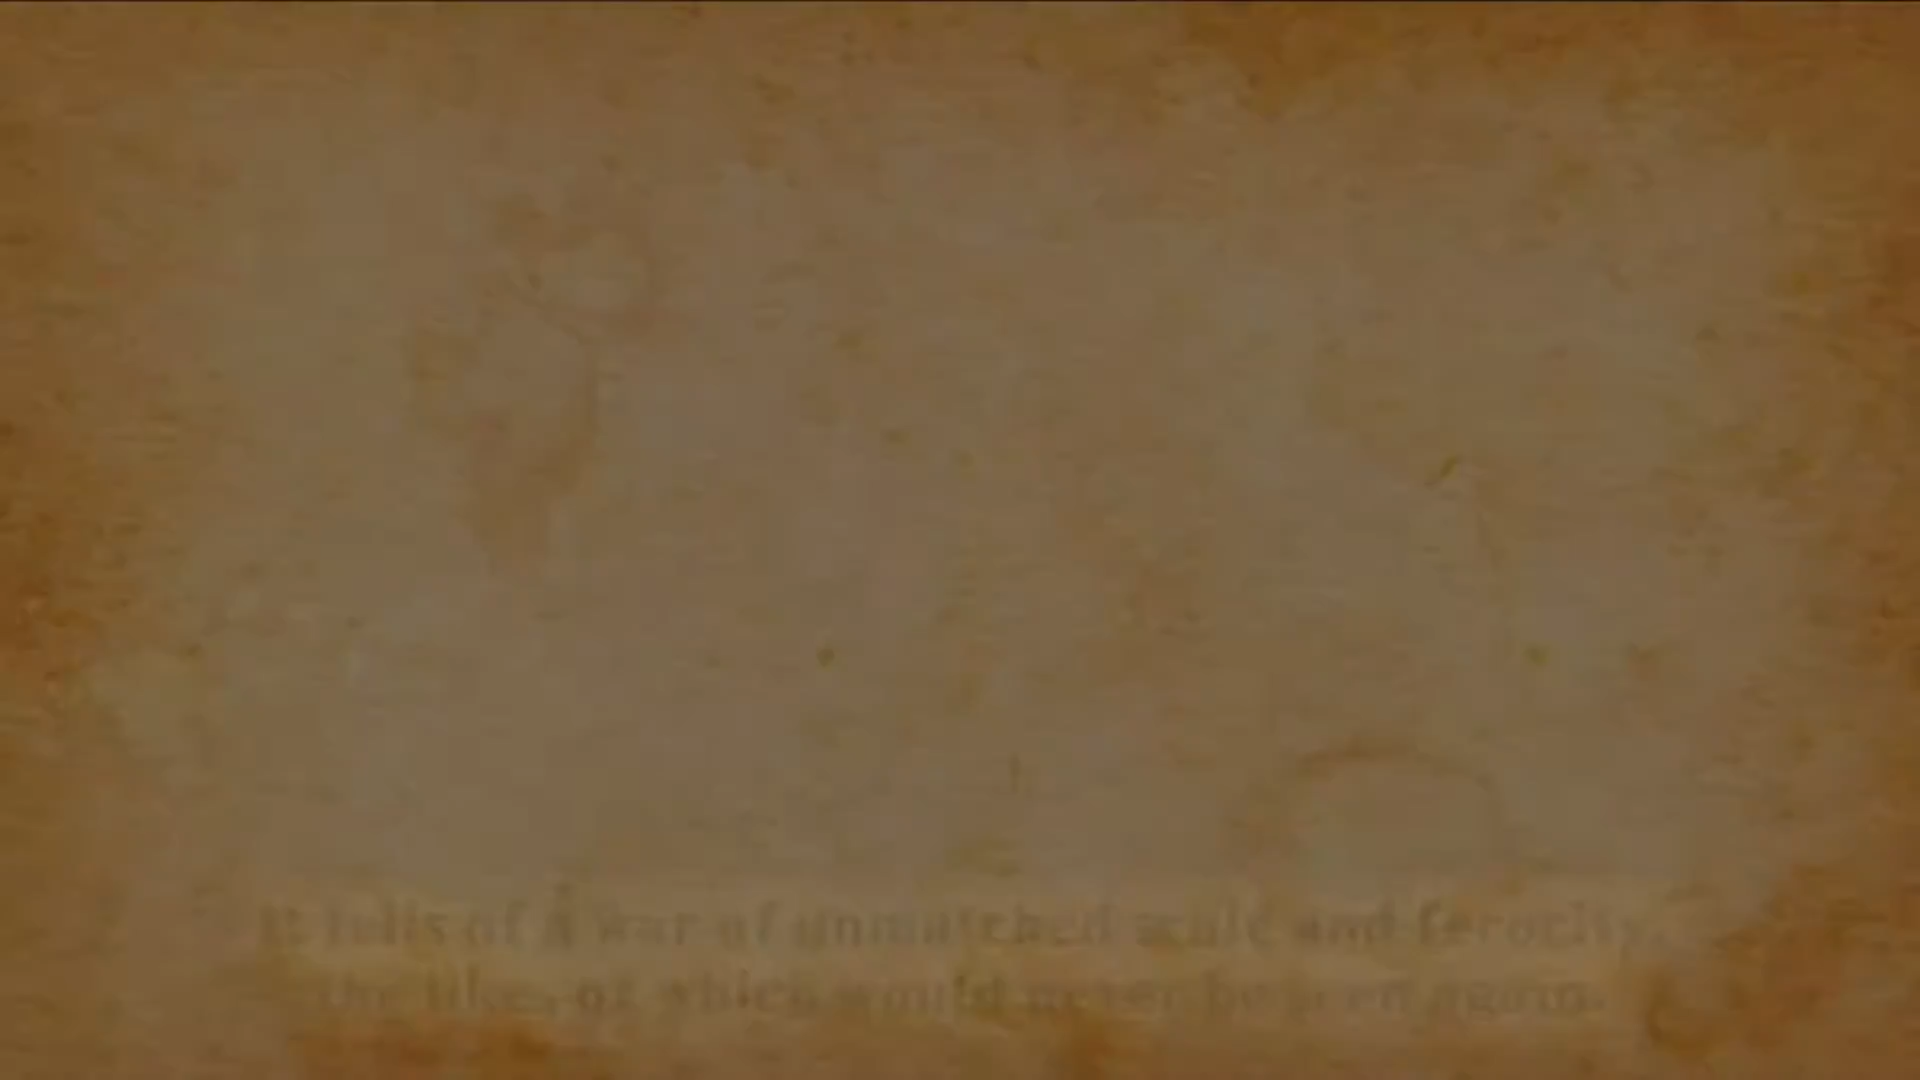 It tells of a war of unmatched scale and ferocity,
the likes of which would never be seen again.